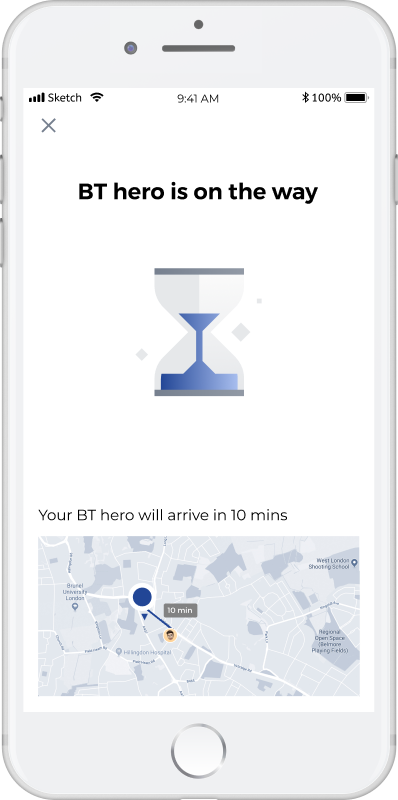 Sketch
9:41 AM
100%
BT hero is on the way
Your BT hero will arrive in 10 mins
West London
Shooting School
Brunel
University
London
10 min
Hillingdon Hospital
Regional
Open Space
(Belmore
Playing Fields)